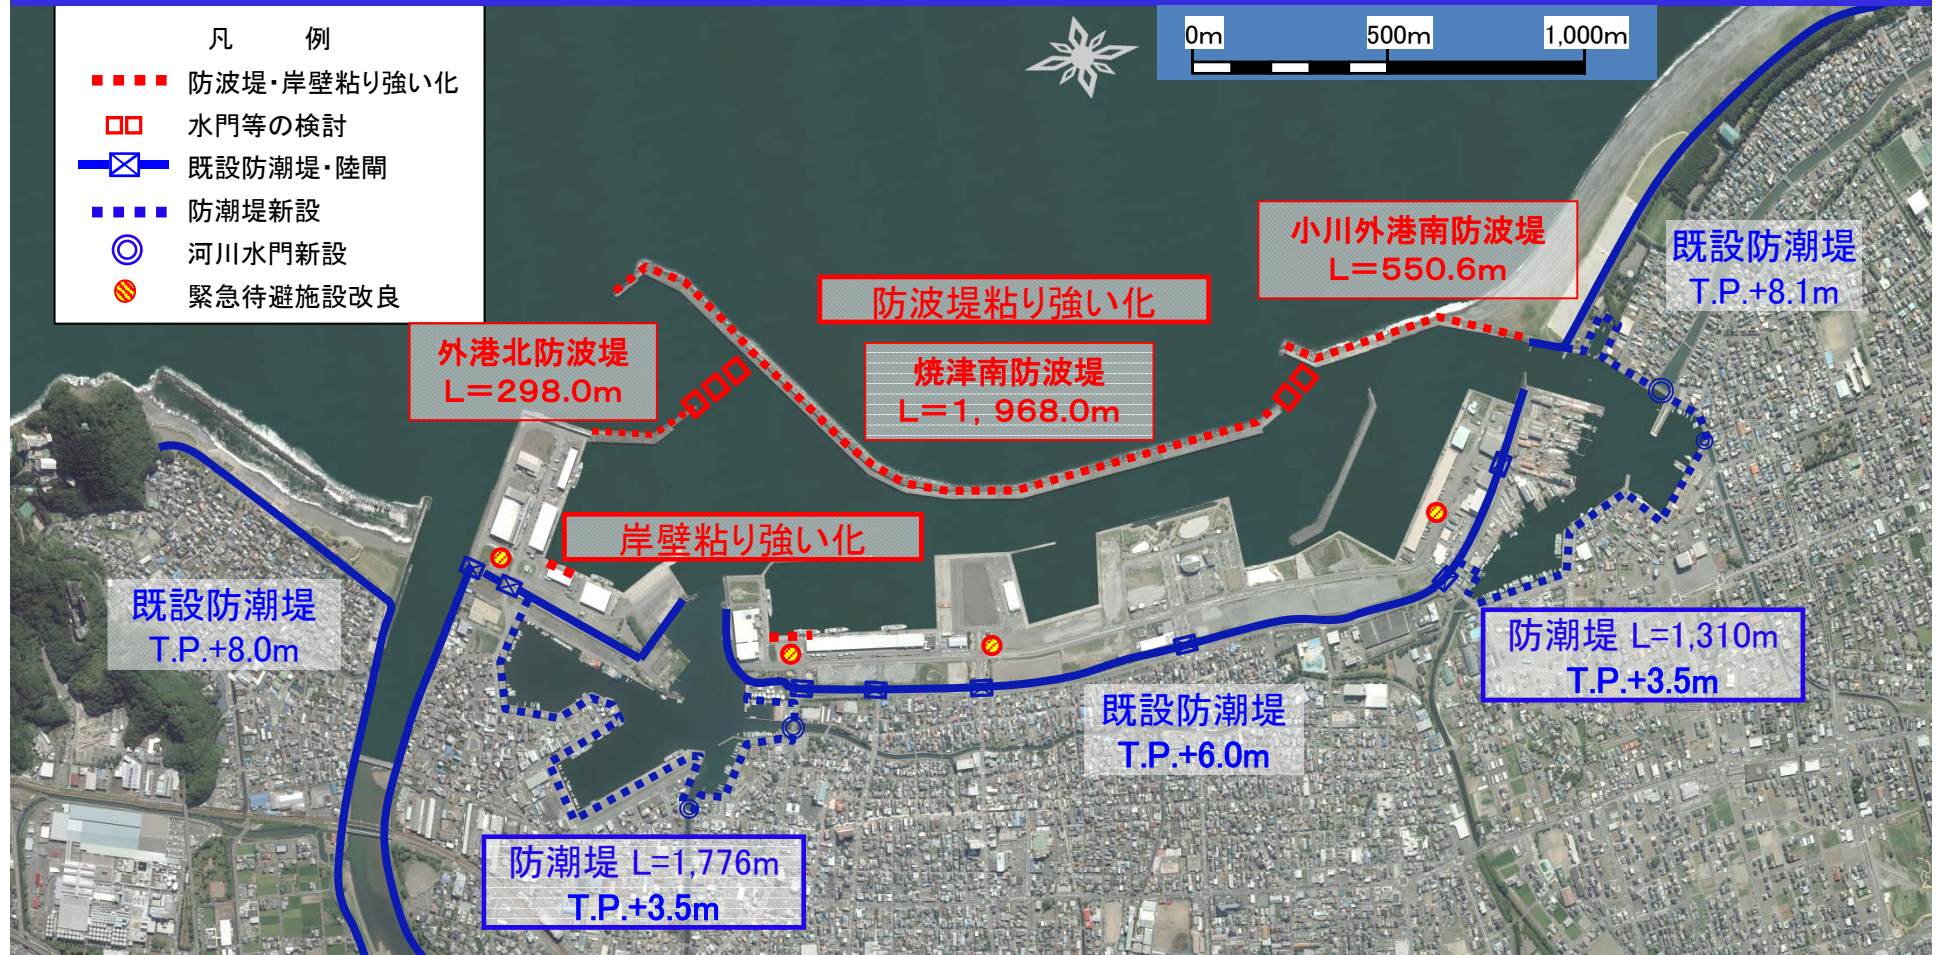 凡　例
防波堤・岸壁粘り強い化
水門等の検討
既設防潮堤・陸閘
防潮堤新設
河川水門新設
緊急待避施設改良
0m 500m 1,000m
小川外港南防波堤
L=550.6m
既設防潮堤
T.P.+8.1m
防波堤粘り強い化
外港北防波堤
L=298.0m
焼津南防波堤
L=1，968.0m
岸壁粘り強い化
既設防潮堤
T.P.+8.0m
防潮堤 L=1,310m
T.P.+3.5m
既設防潮堤
T.P.+6.0m
防潮堤 L=1,776m
T.P.+3.5m